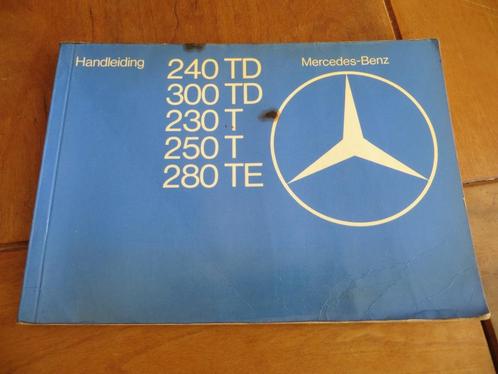 Handleiding
240 TD
300 TD
230 T
250 T
280 TE
Mercedes-Benz